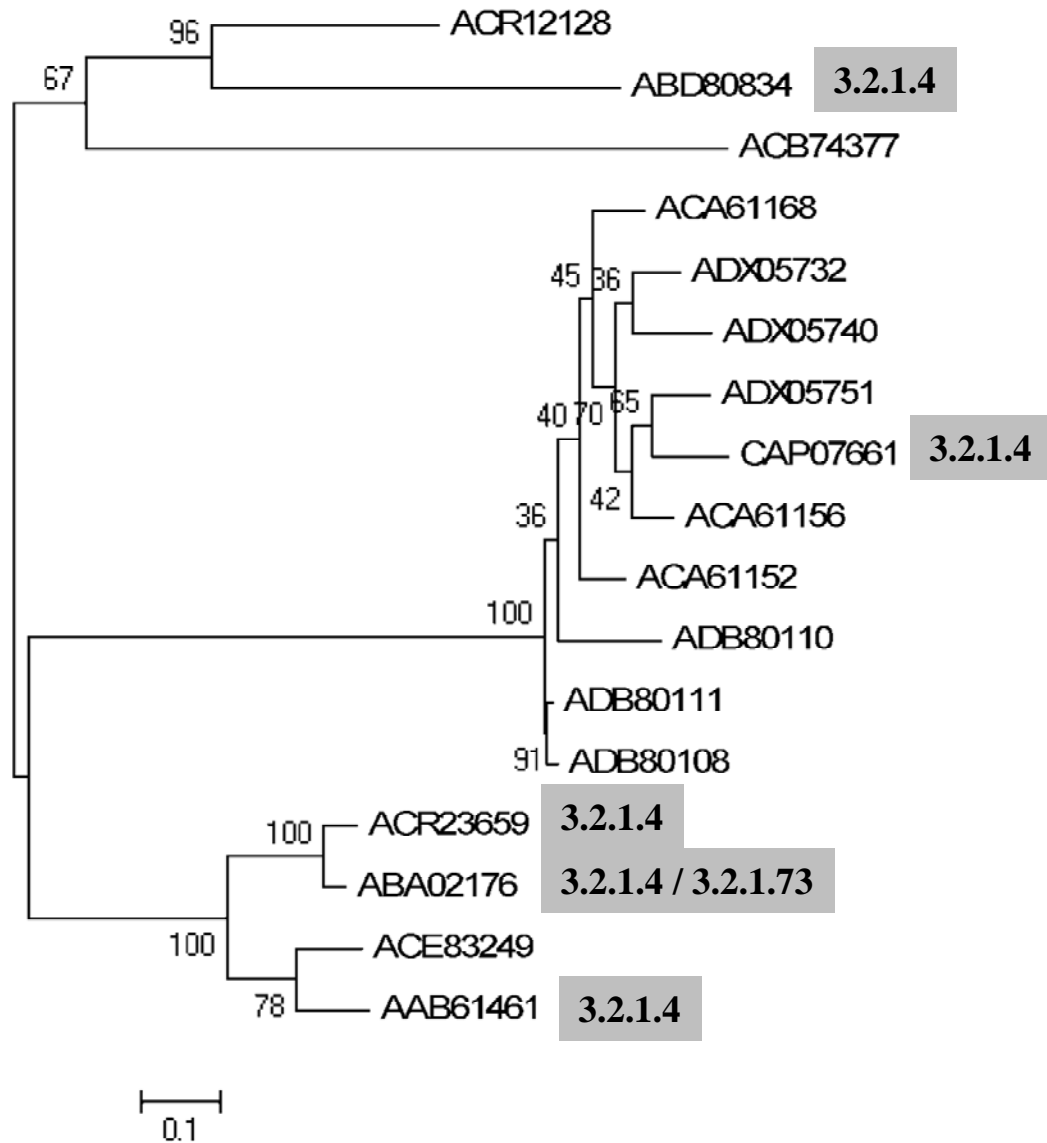 96 ACR12128
67 ABD80834 3.2.1.4
ACB74377
ACA61168
45 36 ADX05732
ADX05740
40 70 65 ADX05751
CAP07661 3.2.1.4
42 ACA61156
36 ACA61152
100 ADB80110
ADB80111
91 ADB80108
100 ACR23659 3.2.1.4
ABA02176 3.2.1.4 / 3.2.1.73
100 ACE83249
78 AAB61461 3.2.1.4
0.1